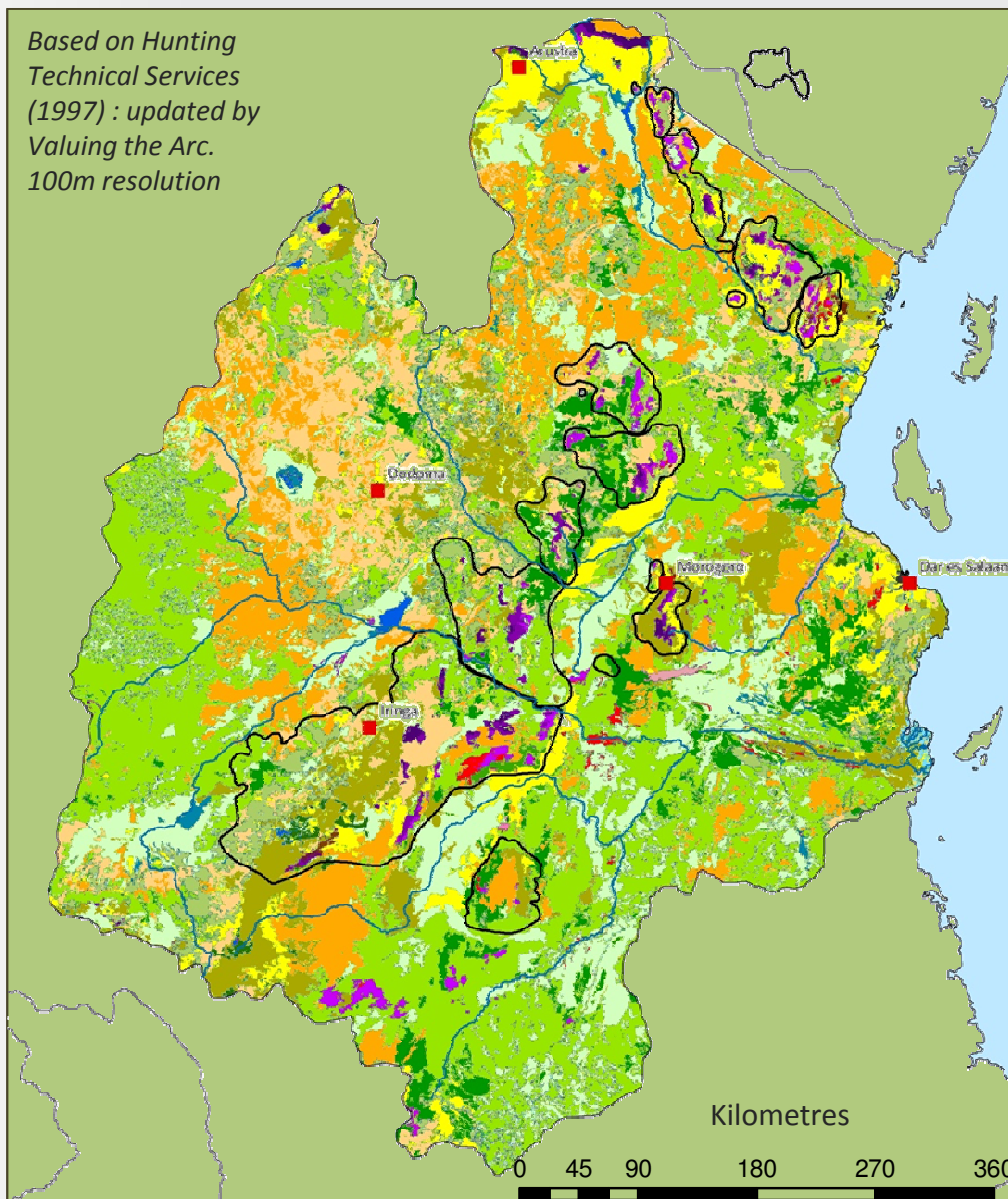 Based on Hunting
Technical Services
(1997) : updated by
Valuing the Arc.
100m resolution
Arusha
Dodoma
Morogoro
Dar es Salaam
Iringa
Kilometres
0 45 90 180 270 360